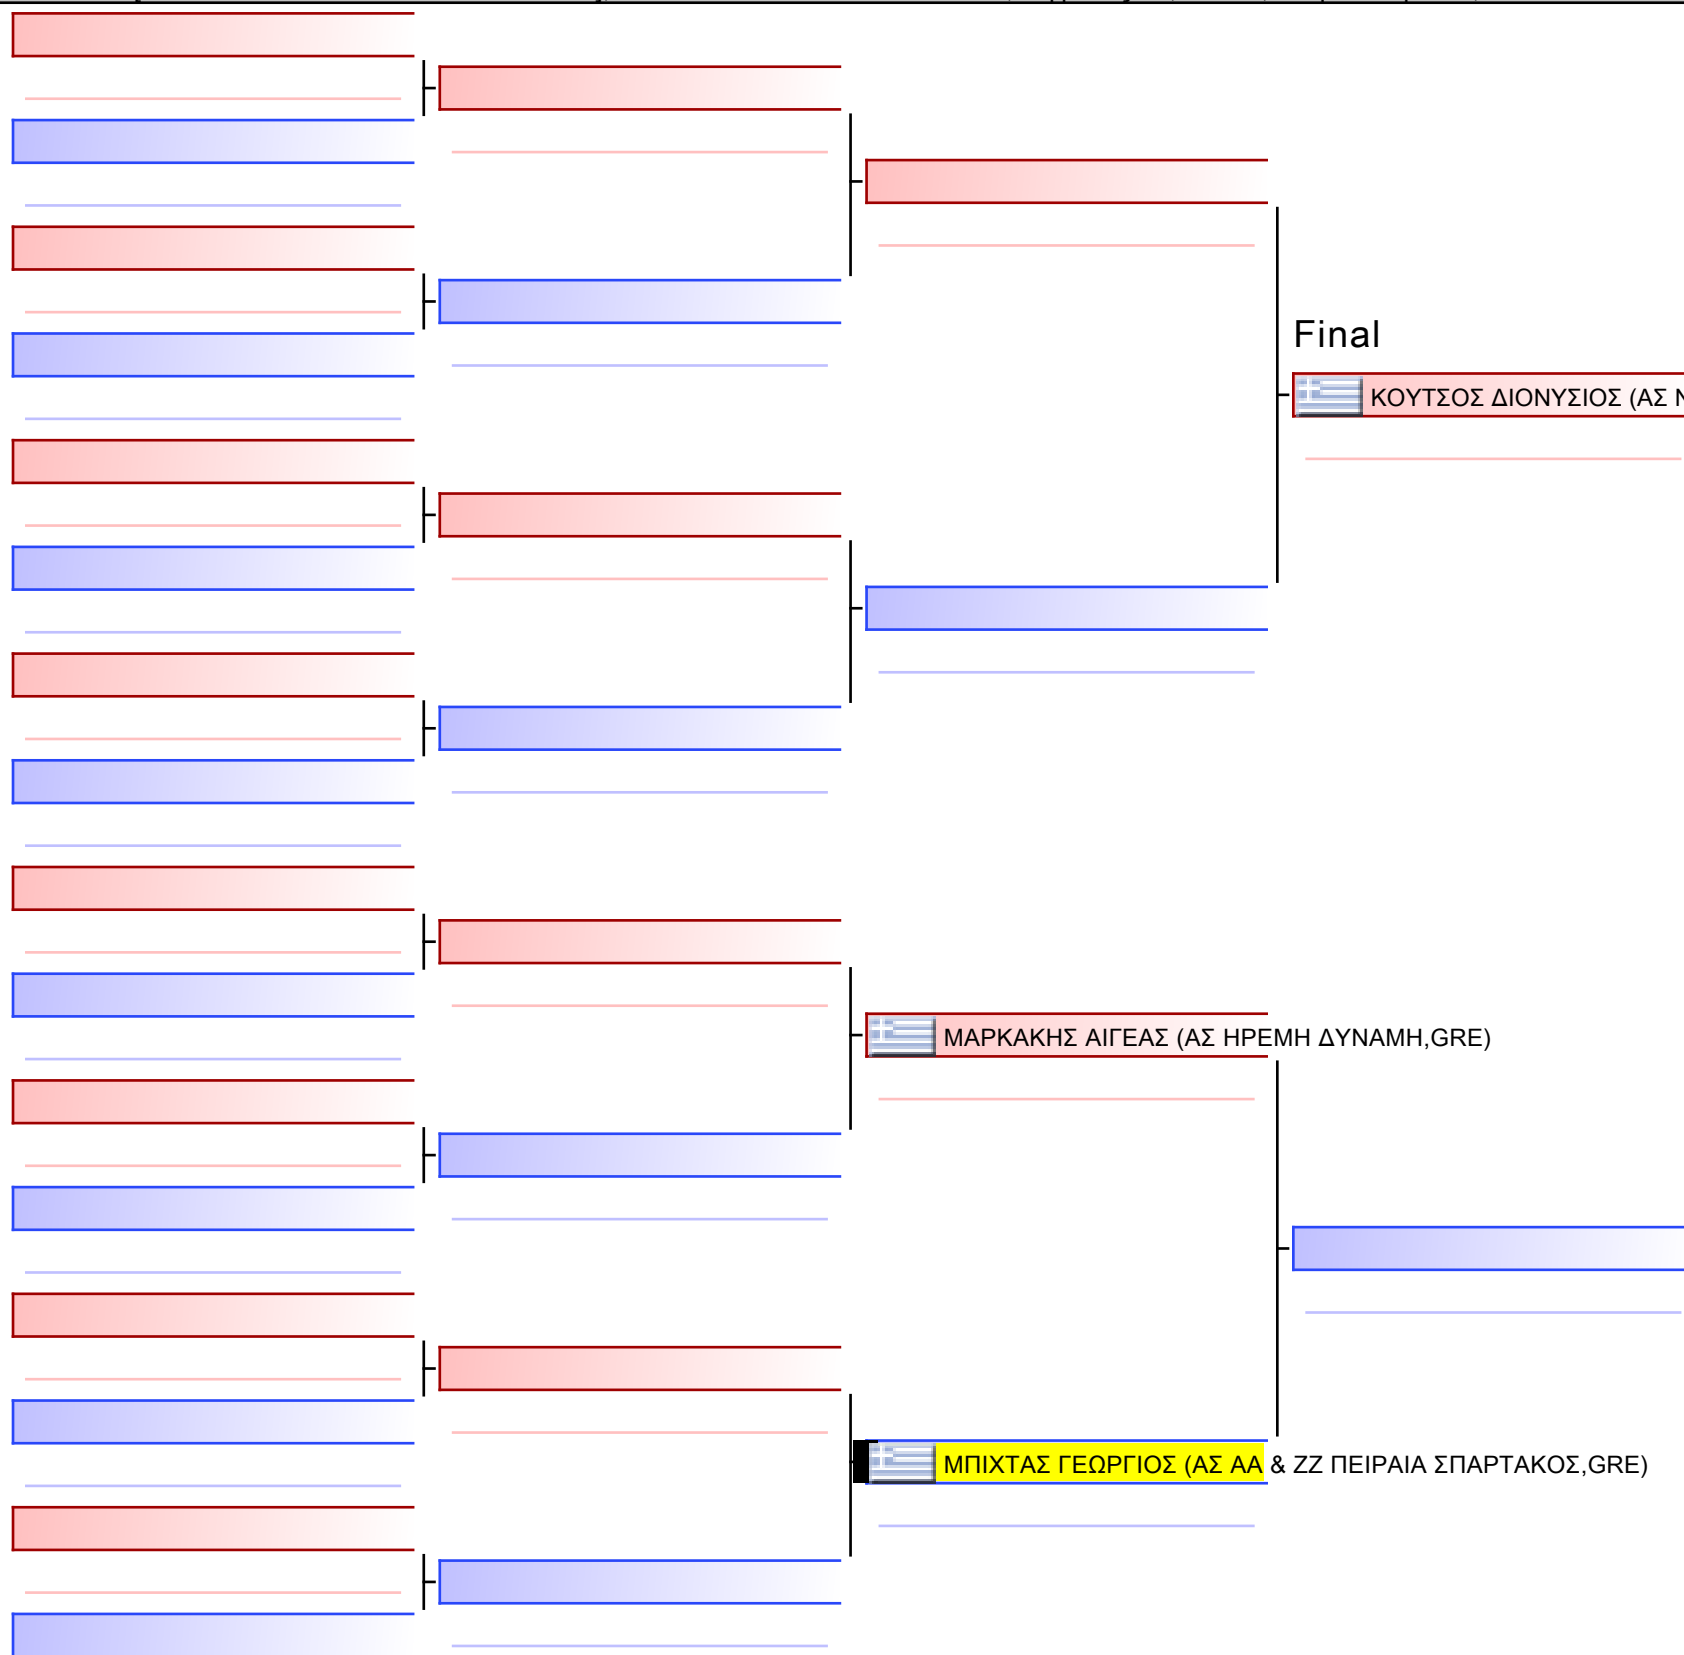 Final
ΚΟΥΤΣΟΣ ΔΙΟΝΥΣΙΟΣ (ΑΣ
ΜΑΡΚΑΚΗΣ ΑΙΓΕΑΣ (ΑΣ ΗΡΕΜΗ ΔΥΝΑΜΗ,GRE)
ΜΠΙΧΤΑΣ ΓΕΩΡΓΙΟΣ (ΑΣ ΑΑ & ΖΖ ΠΕΙΡΑΙΑ ΣΠΑΡΤΑΚΟΣ,GRE)